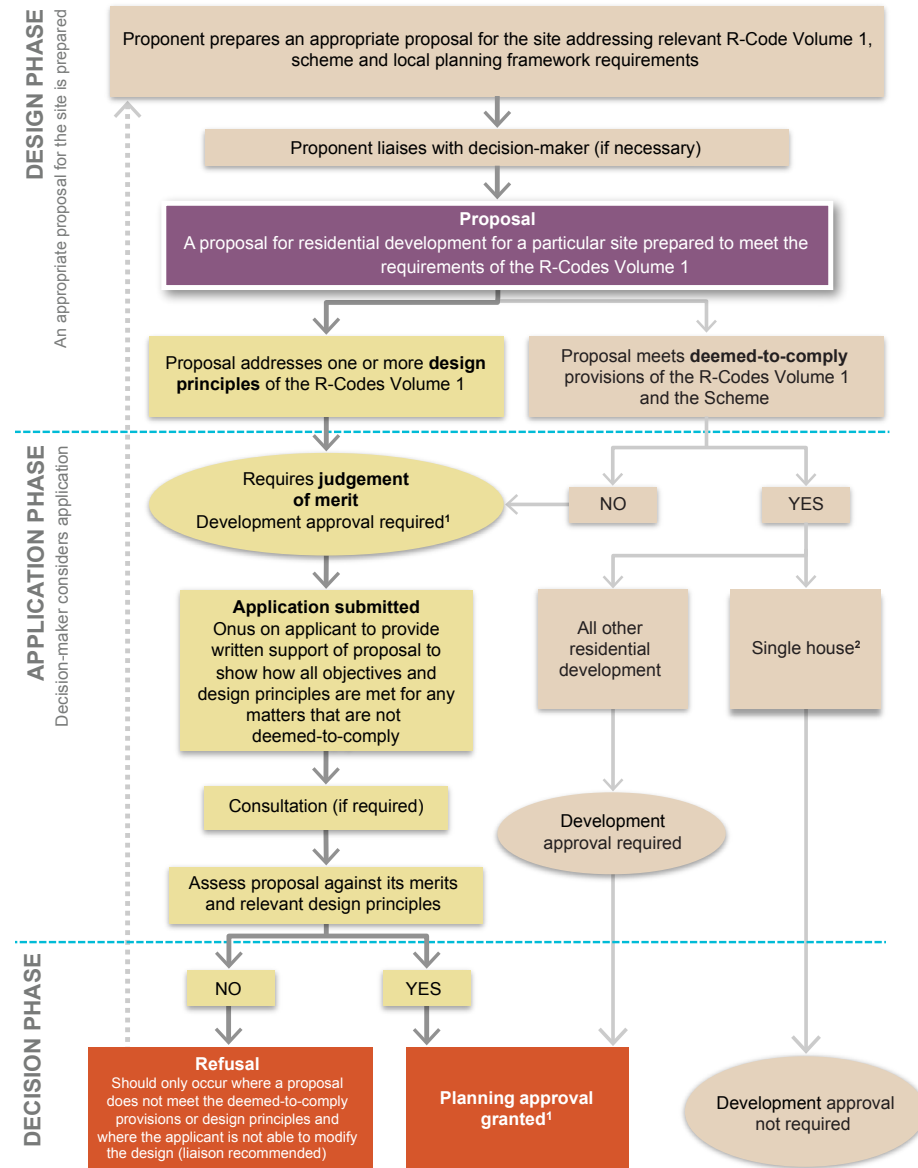 DESIGN PHASE
An appropriate proposal for the site is prepared
Proponent prepares an appropriate proposal for the site addressing relevant R-Code Volume 1,
scheme and local planning framework requirements
Proponent liaises with decision-maker (if necessary)
Proposal
A proposal for residential development for a particular site prepared to meet the
requirements of the R-Codes Volume 1
Proposal addresses one or more design
principles of the R-Codes Volume 1
Proposal meets deemed-to-comply
provisions of the R-Codes Volume 1
and the Scheme
APPLICATION PHASE
Decision-maker considers application
Requires judgement
of merit
Development approval required¹
NO
YES
Application submitted
Onus on applicant to provide
written support of proposal to
show how all objectives and
design principles are met for any
matters that are not
deemed-to-comply
All other
residential
development
Single house²
Consultation (if required)
Development
approval required
Assess proposal against its merits
and relevant design principles
DECISION PHASE
NO
YES
Refusal
Should only occur where a proposal
does not meet the deemed-to-comply
provisions or design principles and
where the applicant is not able to modify
the design (liaison recommended)
Planning approval
granted¹
Development approval
not required